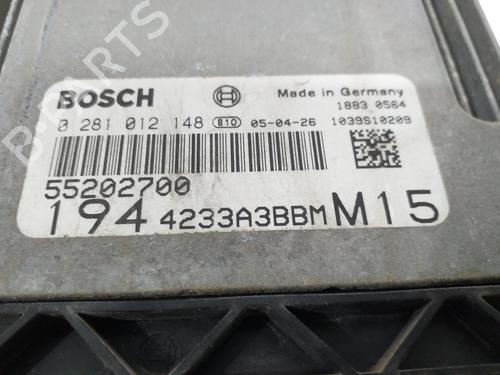 B-PARTS
BOSCH
Made in Germany
1883 0564
0 281 012 148 810 05-04-26 1039S10209
55202700
194 4233A3BBM M15